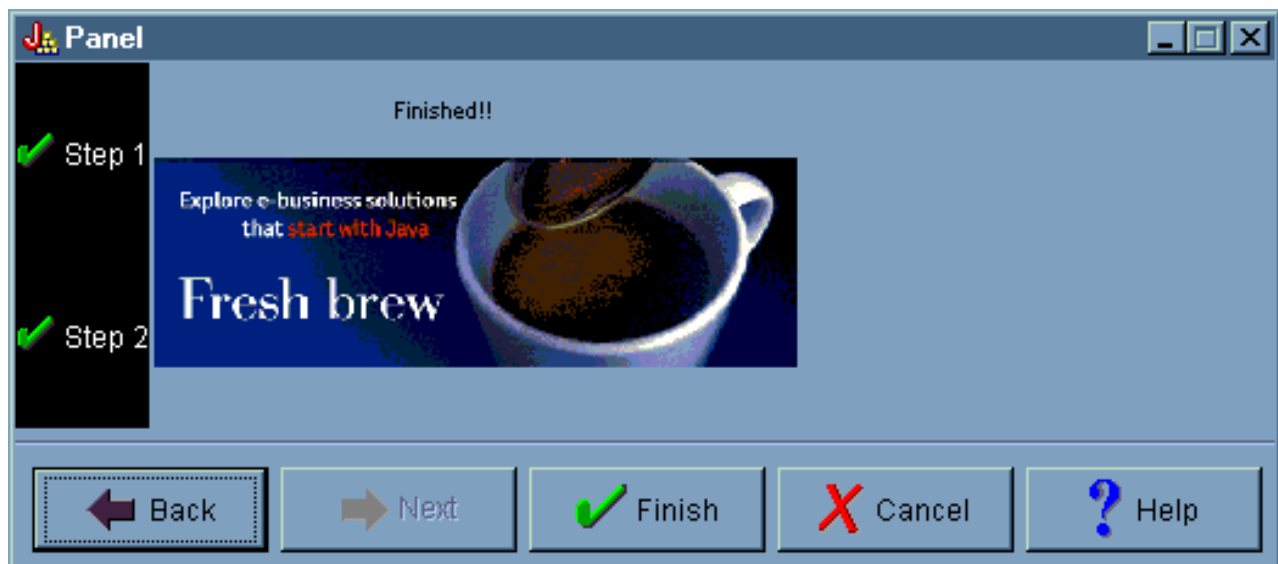 Panel
Finished!!
Step 1
Explore e-business solutions
that start with Java
Fresh brew
Step 2
Back
Next
Finish
Cancel
Help